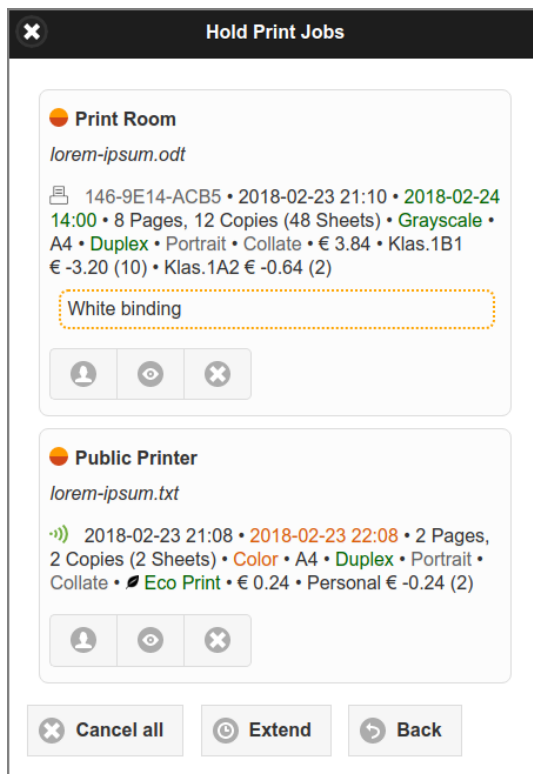 Hold Print Jobs
Print Room
lorem-ipsum.odt
146-9E14-ACB5 • 2018-02-23 21:10 • 2018-02-24
14:00 • 8 Pages, 12 Copies (48 Sheets) • Grayscale •
A4 • Duplex • Portrait • Collate • € 3.84 • Klas.1B1
€ -3.20 (10) • Klas.1A2 € -0.64 (2)
White binding
Public Printer
lorem-ipsum.txt
2018-02-23 21:08 • 2018-02-23 22:08 • 2 Pages,
2 Copies (2 Sheets) • Color • A4 • Duplex • Portrait •
Collate • Eco Print • € 0.24 • Personal € -0.24 (2)
Cancel all Extend Back